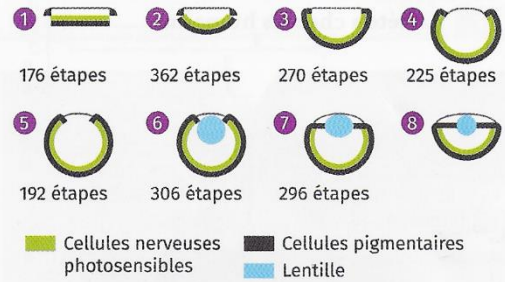 1 2 3 4
176 étapes 362 étapes 270 étapes 225 étapes
5 6 7 8
192 étapes 306 étapes 296 étapes
Cellules nerveuses photosensibles
Cellules pigmentaires
Lentille